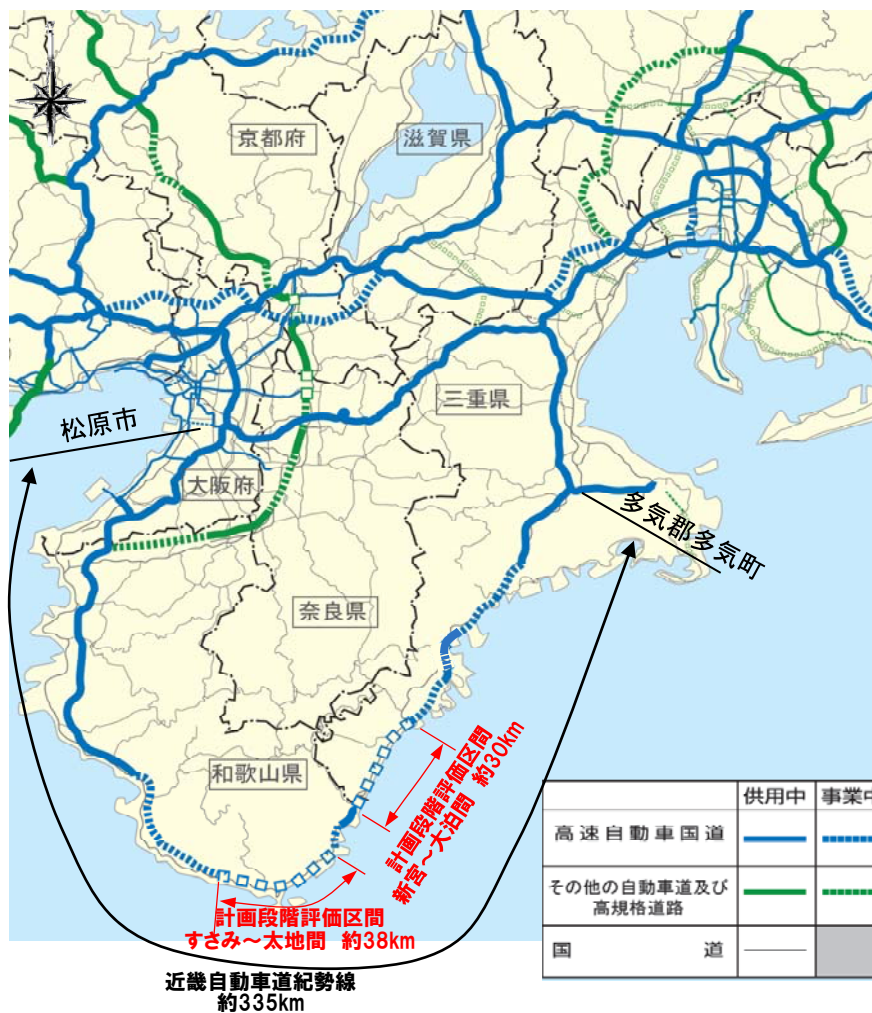 京都府
滋賀県
三重県
松原市
大阪府
多気郡多気町
奈良県
和歌山県
計画段階評価区間
新宮～大泊間 約30km
計画段階評価区間
すさみ～太地間 約38km
近畿自動車道紀勢線
約335km
供用中 事業中
高速自動車国道
その他の自動車道及び
高規格道路
国道